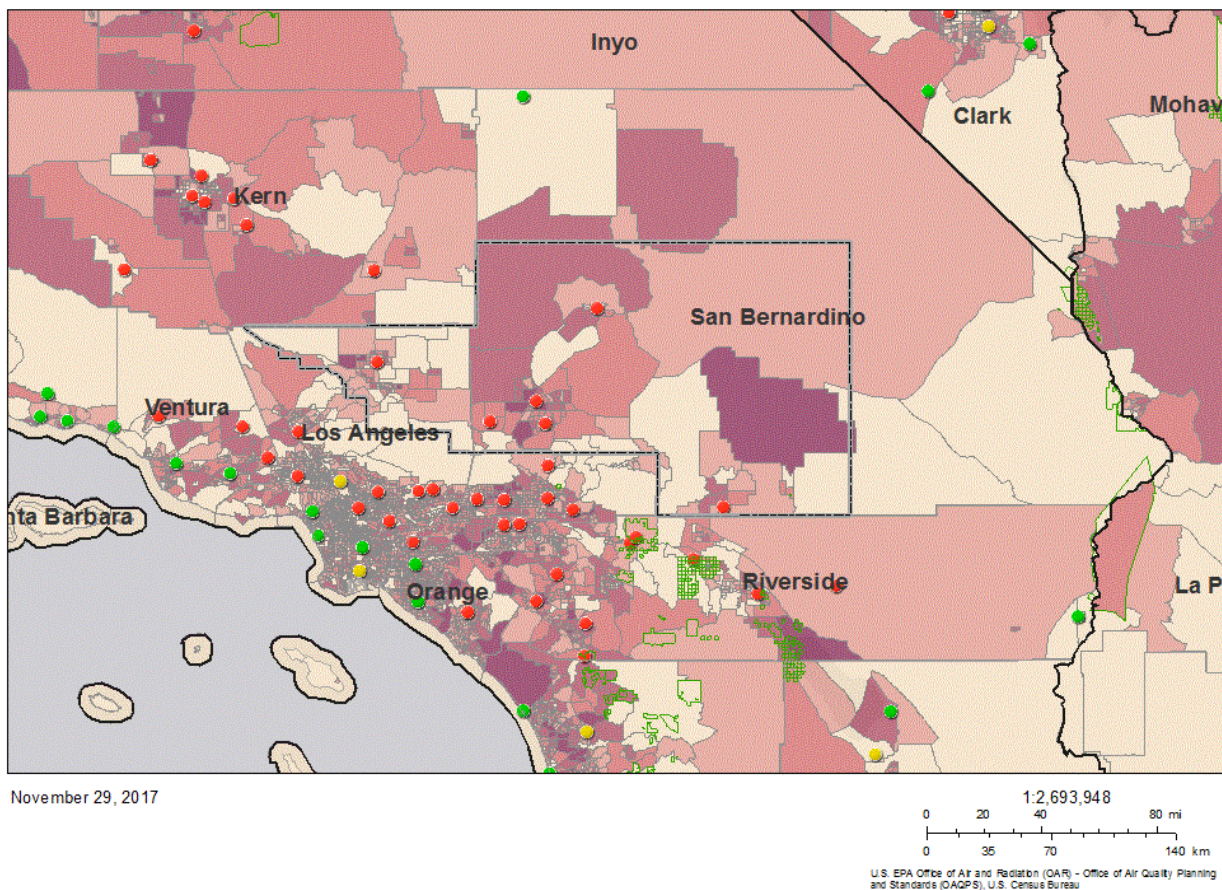 Inyo
Clark
Mohav
Kern
San Bernardino
Ventura
Los Angeles
nta Barbara
Riverside
Orange
La P
November 29, 2017
1:2,693,948
0 20 40 80 mi
0 35 70 140 km
U.S. EPA Office of Air and Radiation (OAR) - Office of Air Quality Planning
and Standards (OAQPS), U.S. Census Bureau